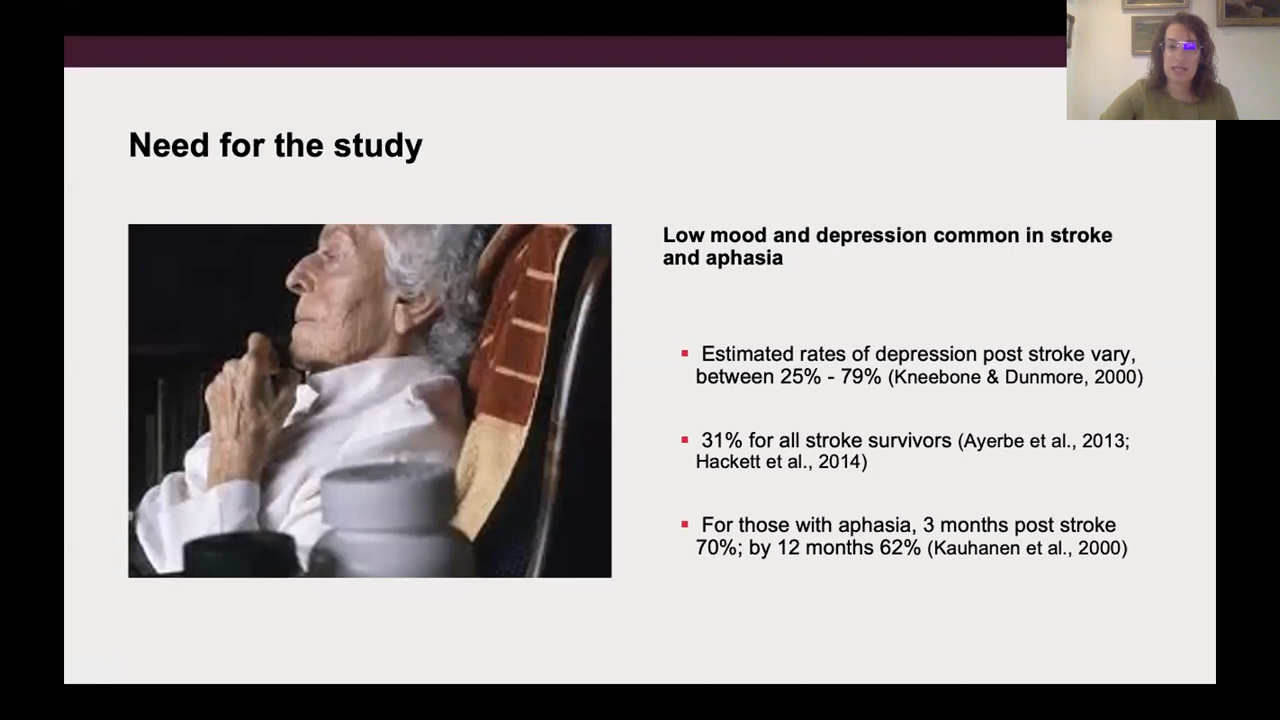 Need for the study
Low mood and depression common in stroke
and aphasia
Estimated rates of depression post stroke vary,
between 25% - 79% (Kneebone & Dunmore, 2000)
31% for all stroke survivors (Ayerbe et al., 2013;
Hackett et al., 2014)
For those with aphasia, 3 months post stroke
70%; by 12 months 62% (Kauhanen et al., 2000)